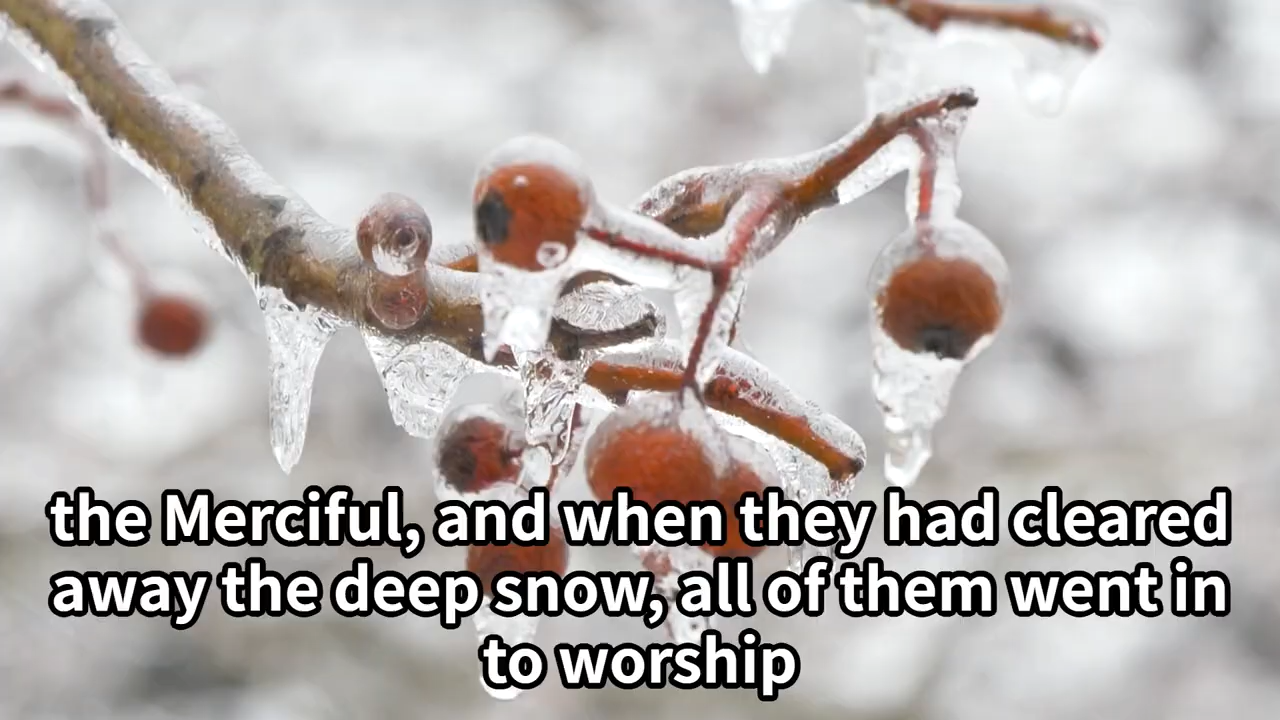 the Merciful, and when they had cleared
away the deep snow, all of them went in
to worship